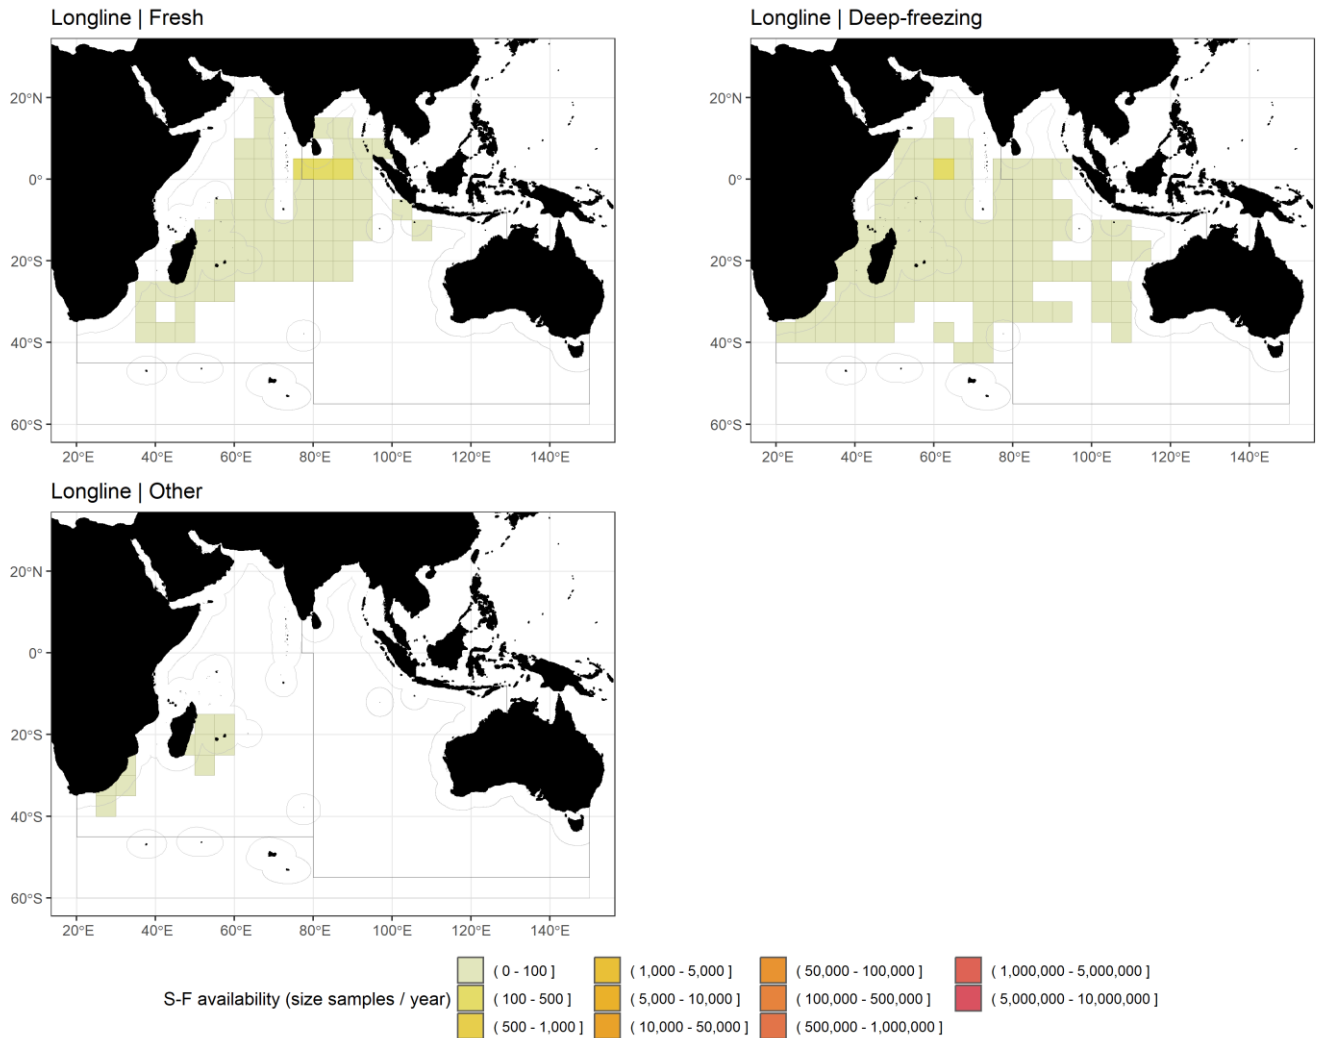 Longline | Fresh
Longline | Deep-freezing
20°N
0°
20°S
40°S
60°S
20°E 40°E 60°E 80°E 100°E 120°E 140°E
20°N
0°
20°S
40°S
60°S
20°E 40°E 60°E 80°E 100°E 120°E 140°E
Longline | Other
20°N
0°
20°S
40°S
60°S
20°E 40°E 60°E 80°E 100°E 120°E 140°E
S-F availability (size samples / year)
( 0 - 100 ]
( 100 - 500 ]
( 500 - 1,000 ]
( 1,000 - 5,000 ]
( 5,000 - 10,000 ]
( 10,000 - 50,000 ]
( 50,000 - 100,000 ]
( 100,000 - 500,000 ]
( 500,000 - 1,000,000 ]
( 1,000,000 - 5,000,000 ]
( 5,000,000 - 10,000,000 ]